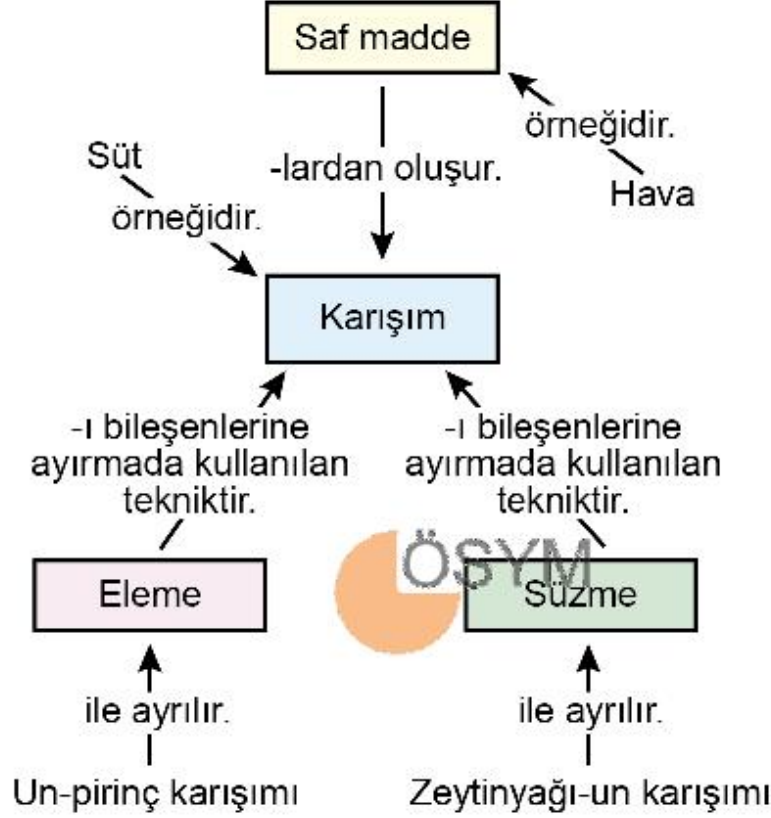 Saf madde
örneğidir.
Hava
Süt
örneğidir.
-lardan oluşur.
Karışım
-ı bileşenlerine
ayırmada kullanılan
tekniktir.
-ı bileşenlerine
ayırmada kullanılan
tekniktir.
ÖSYM
Eleme
Süzme
ile ayrılır.
ile ayrılır.
Un-pirinç karışımı
Zeytinyağı-un karışımı